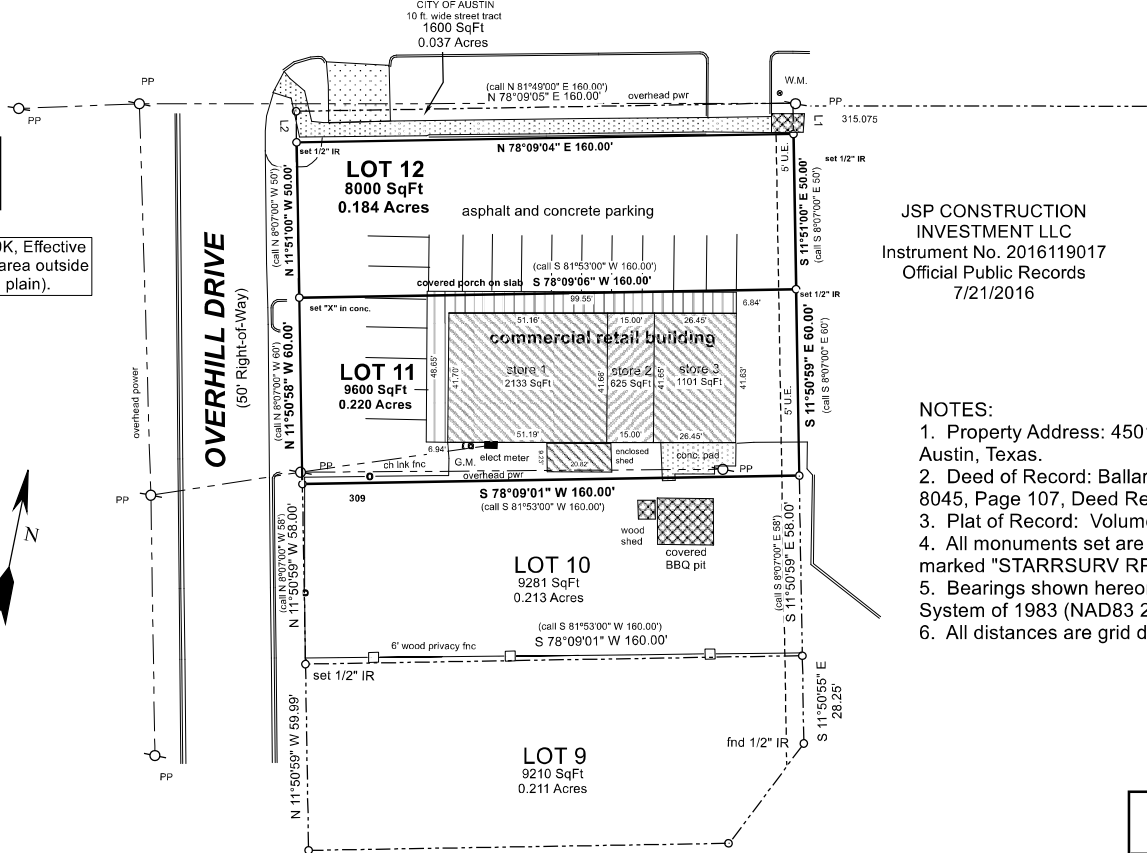 CITY OF AUSTIN
10 ft. wide street tract
1600 SqFt
0.037 Acres
PP
PP
(call N 81°49'00" E 160.00')
N 78°09'05" E 160.00'
overhead pwr
W.M.
PP
L2
L1
315.075
set 1/2" IR
N 78°09'04" E 160.00'
5' U.E.
set 1/2" IR
LOT 12
8000 SqFt
0.184 Acres
asphalt and concrete parking
(call N 8°07'00" W 50')
N 11°51'00" W 50.00'
S 11°51'00" E 50.00'
(call S 8°07'00" E 50')
JSP CONSTRUCTION
INVESTMENT LLC
Instrument No. 2016119017
Official Public Records
7/21/2016
0K, Effective
area outside
plain).
OVERHILL DRIVE
(50' Right-of-Way)
overhead power
(call S 81°53'00" W 160.00')
covered porch on slab
S 78°09'06" W 160.00'
set "X" in conc.
set 1/2" IR
99.55'
6.84'
51.16'
15.00'
26.45'
commercial retail building
store 1
2133 SqFt
store 2
625 SqFt
store 3
1101 SqFt
48.65'
41.70'
41.66'
41.65'
41.63'
LOT 11
9600 SqFt
0.220 Acres
(call N 8°07'00" W 60')
N 11°50'58" W 60.00'
S 11°50'59" E 60.00'
(call S 8°07'00" E 60')
5' U.E.
51.19'
15.00'
26.45'
6.94'
G.M.
elect meter
9.23'
20.82'
enclosed
shed
conc. pad
PP
PP
ch lnk fnc
overhead pwr
PP
309
S 78°09'01" W 160.00'
(call S 81°53'00" W 160.00')
N
wood
shed
covered
BBQ pit
LOT 10
9281 SqFt
0.213 Acres
(call N 8°07'00" W 58')
N 11°50'59" W 58.00'
(call S 8°07'00" E 58')
S 11°50'59" E 58.00'
NOTES:
1. Property Address: 450
Austin, Texas.
2. Deed of Record: Ballar
8045, Page 107, Deed Re
3. Plat of Record: Volum
4. All monuments set are
marked "STARRSURV RP
5. Bearings shown hereo
System of 1983 (NAD83 2
6. All distances are grid d
(call S 81°53'00" W 160.00')
S 78°09'01" W 160.00'
6' wood privacy fnc
set 1/2" IR
S 11°50'55" E
28.25'
N 11°50'59" W 59.99'
fnd 1/2" IR
LOT 9
9210 SqFt
0.211 Acres
PP